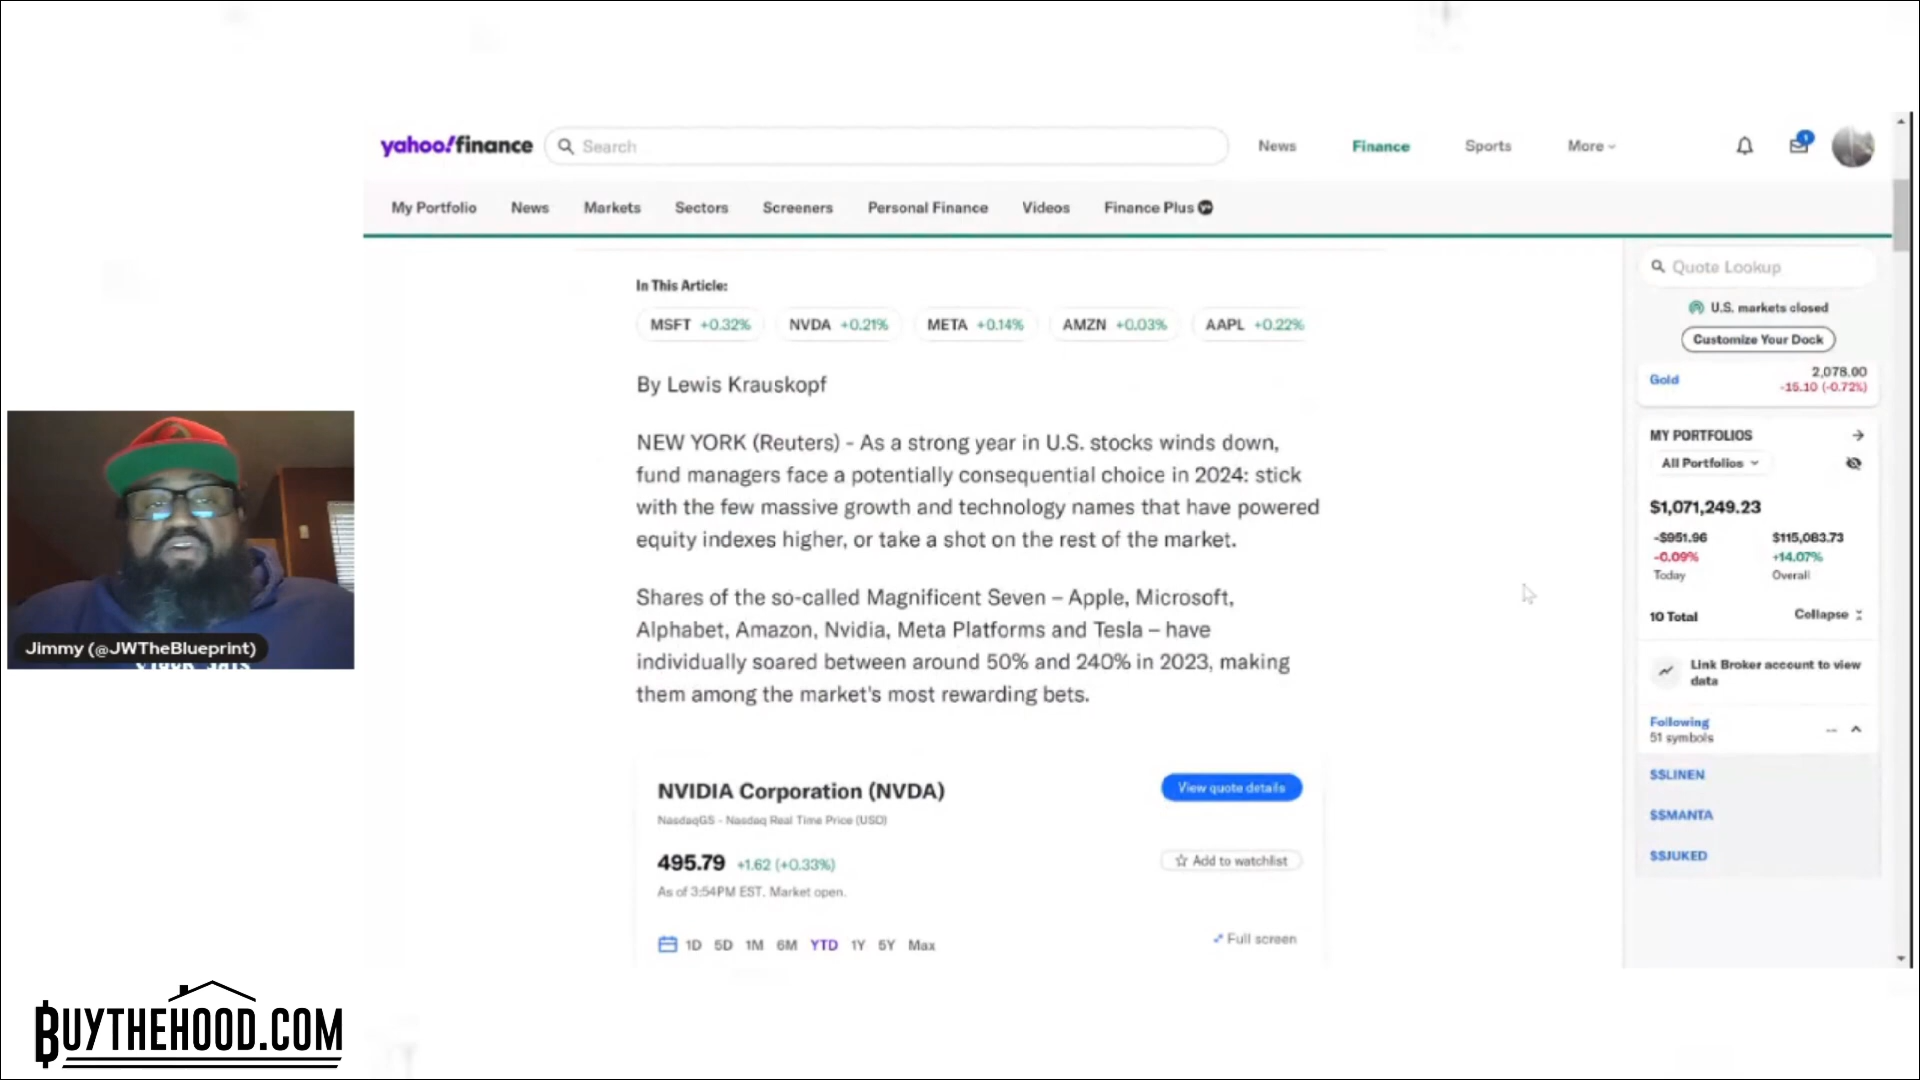 yahoo!finance
Search
News
Finance
Sports
More
1
My Portfolio
News
Markets
Sectors
Screeners
Personal Finance
Videos
Finance Plus
In This Article:
MSFT +0.32%
NVDA +0.21%
META +0.14%
AMZN +0.03%
AAPL +0.22%
By Lewis Krauskopf
NEW YORK (Reuters) - As a strong year in U.S. stocks winds down,
fund managers face a potentially consequential choice in 2024: stick
with the few massive growth and technology names that have powered
equity indexes higher, or take a shot on the rest of the market.
Shares of the so-called Magnificent Seven – Apple, Microsoft,
Alphabet, Amazon, Nvidia, Meta Platforms and Tesla – have
individually soared between around 50% and 240% in 2023, making
them among the market's most rewarding bets.
NVIDIA Corporation (NVDA)
View quote details
NasdaqGS - Nasdaq Real Time Price (USD)
495.79 +1.62 (+0.33%)
Add to watchlist
As of 3:54PM EST. Market open.
1D 5D 1M 6M YTD 1Y 5Y Max
Full screen
Quote Lookup
U.S. markets closed
Customize Your Dock
Gold
2,078.00
-15.10 (-0.72%)
MY PORTFOLIOS
All Portfolios
$1,071,249.23
-$951.96
-0.09%
Today
$115,083.73
+14.07%
Overall
10 Total
Collapse
Link Broker account to view
data
Following
51 symbols
--
$$LINEN
$$MANTA
$$JUKED
Jimmy (@JWTheBlueprint)
BUYTHEHOOD.COM